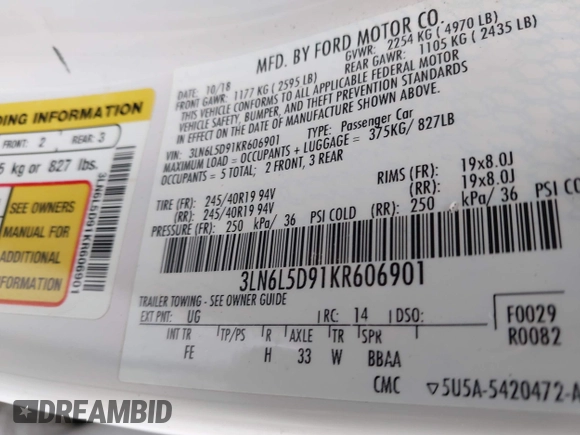 MFD. BY FORD MOTOR CO.
DATE: 10/18
GVWR: 2254 KG ( 4970 LB)
FRONT GAWR: 1177 KG ( 2595 LB)
REAR GAWR: 1105 KG ( 2435 LB)
THIS VEHICLE CONFORMS TO ALL APPLICABLE FEDERAL MOTOR
VEHICLE SAFETY, BUMPER, AND THEFT PREVENTION STANDARDS
IN EFFECT ON THE DATE OF MANUFACTURE SHOWN ABOVE.
VIN: 3LN6L5D91KR606901
TYPE: Passenger Car
MAXIMUM LOAD = OCCUPANTS + LUGGAGE = 375KG/ 827LB
OCCUPANTS = 5 TOTAL; 2 FRONT, 3 REAR
TIRE (FR): 245/40R19 94V RIMS (FR): 19x8.0J
(RR): 245/40R19 94V (RR): 19x8.0J
PRESSURE(FR): 250 kPa/ 36 PSI COLD (RR): 250 kPa/ 36 PSI CO
3LN6L5D91KR606901
TRAILER TOWING - SEE OWNER GUIDE
EXT PNT: UG RC: 14 DSO: F0029
INT TR TP/PS R AXLE TR SPR R0082
FE H 33 W BBAA
CMC 5U5A-5420472-A
DING INFORMATION
FRONT: 2 REAR: 3
5 kg or 827 lbs.
SEE OWNERS
MANUAL FOR
ADDITIONAL
INFORMATION
3LN6L5D91KR606901
DREAMBID